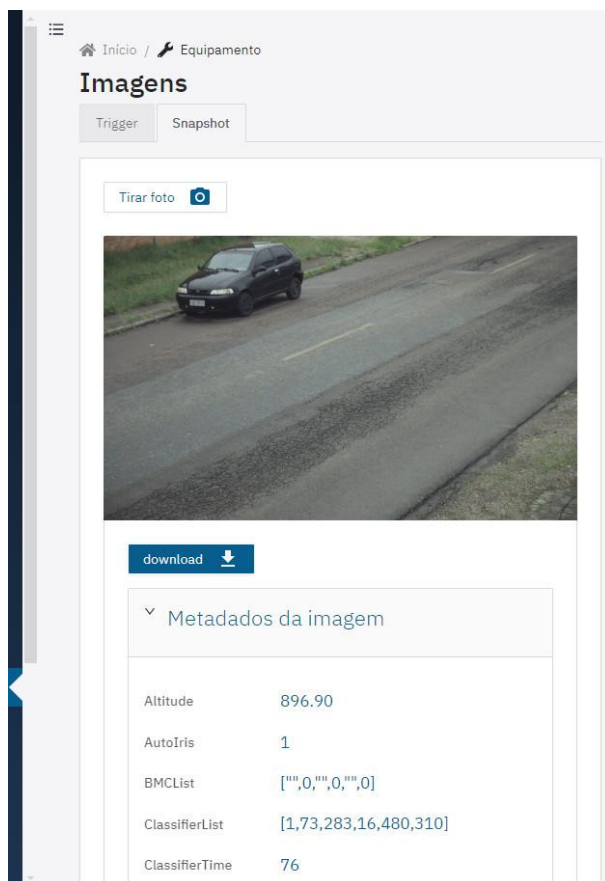 Início / Equipamento
Imagens
Trigger Snapshot
Tirar foto
download
Metadados da imagem
Altitude 896.90
AutoIris 1
BMCList ["",0,"",0,"",0]
ClassifierList [1,73,283,16,480,310]
ClassifierTime 76